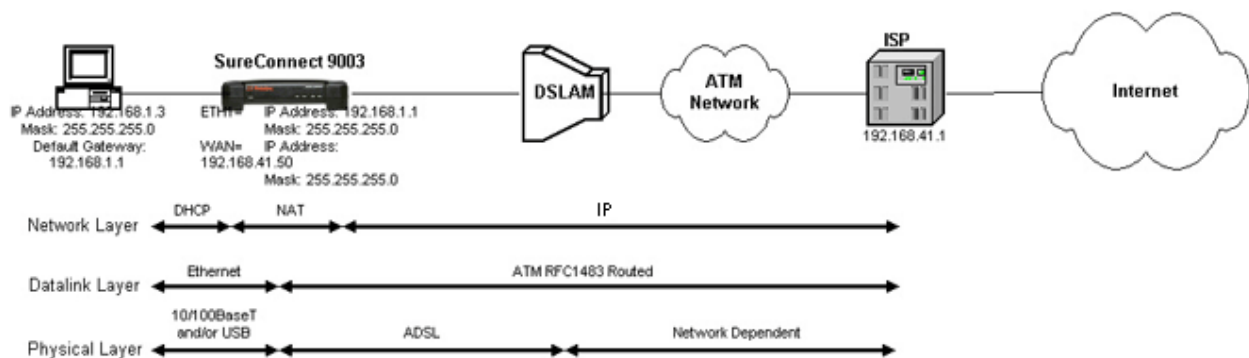 SureConnect 9003
ISP
DSLAM
ATM
Network
Internet
IP Address: 192.168.1.3
Mask: 255.255.255.0
Default Gateway:
192.168.1.1
ETH1= IP Address: 192.168.1.1
Mask: 255.255.255.0
WAN= IP Address:
192.168.41.50
Mask: 255.255.255.0
192.168.41.1
DHCP NAT IP
Network Layer
Ethernet ATM RFC1483 Routed
Datalink Layer
10/100BaseT
and/or USB ADSL Network Dependent
Physical Layer